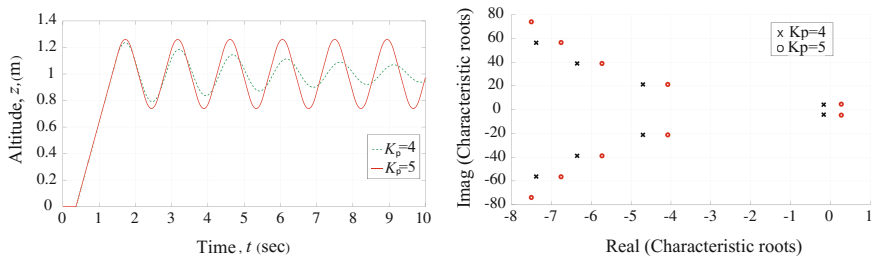 1.4
1.2
1
0.8
0.6
0.4
0.2
0
Altitude, z, (m)
0 1 2 3 4 5 6 7 8 9 10
Time, t (sec)
Kp=4
Kp=5
80
60
40
20
0
-20
-40
-60
-80
Imag (Characteristic roots)
-8 -7 -6 -5 -4 -3 -2 -1 0 1
Real (Characteristic roots)
x Kp=4
o Kp=5